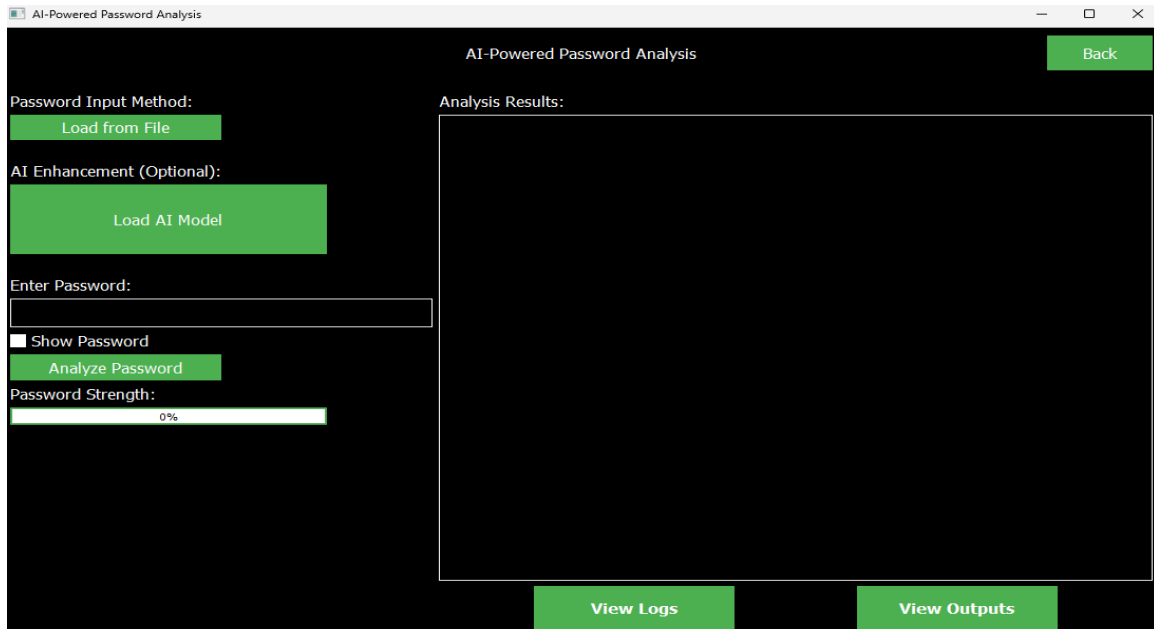 AI-Powered Password Analysis
AI-Powered Password Analysis
Back
Password Input Method:
Load from File
AI Enhancement (Optional):
Load AI Model
Enter Password:
Show Password
Analyze Password
Password Strength:
0%
Analysis Results:
View Logs
View Outputs